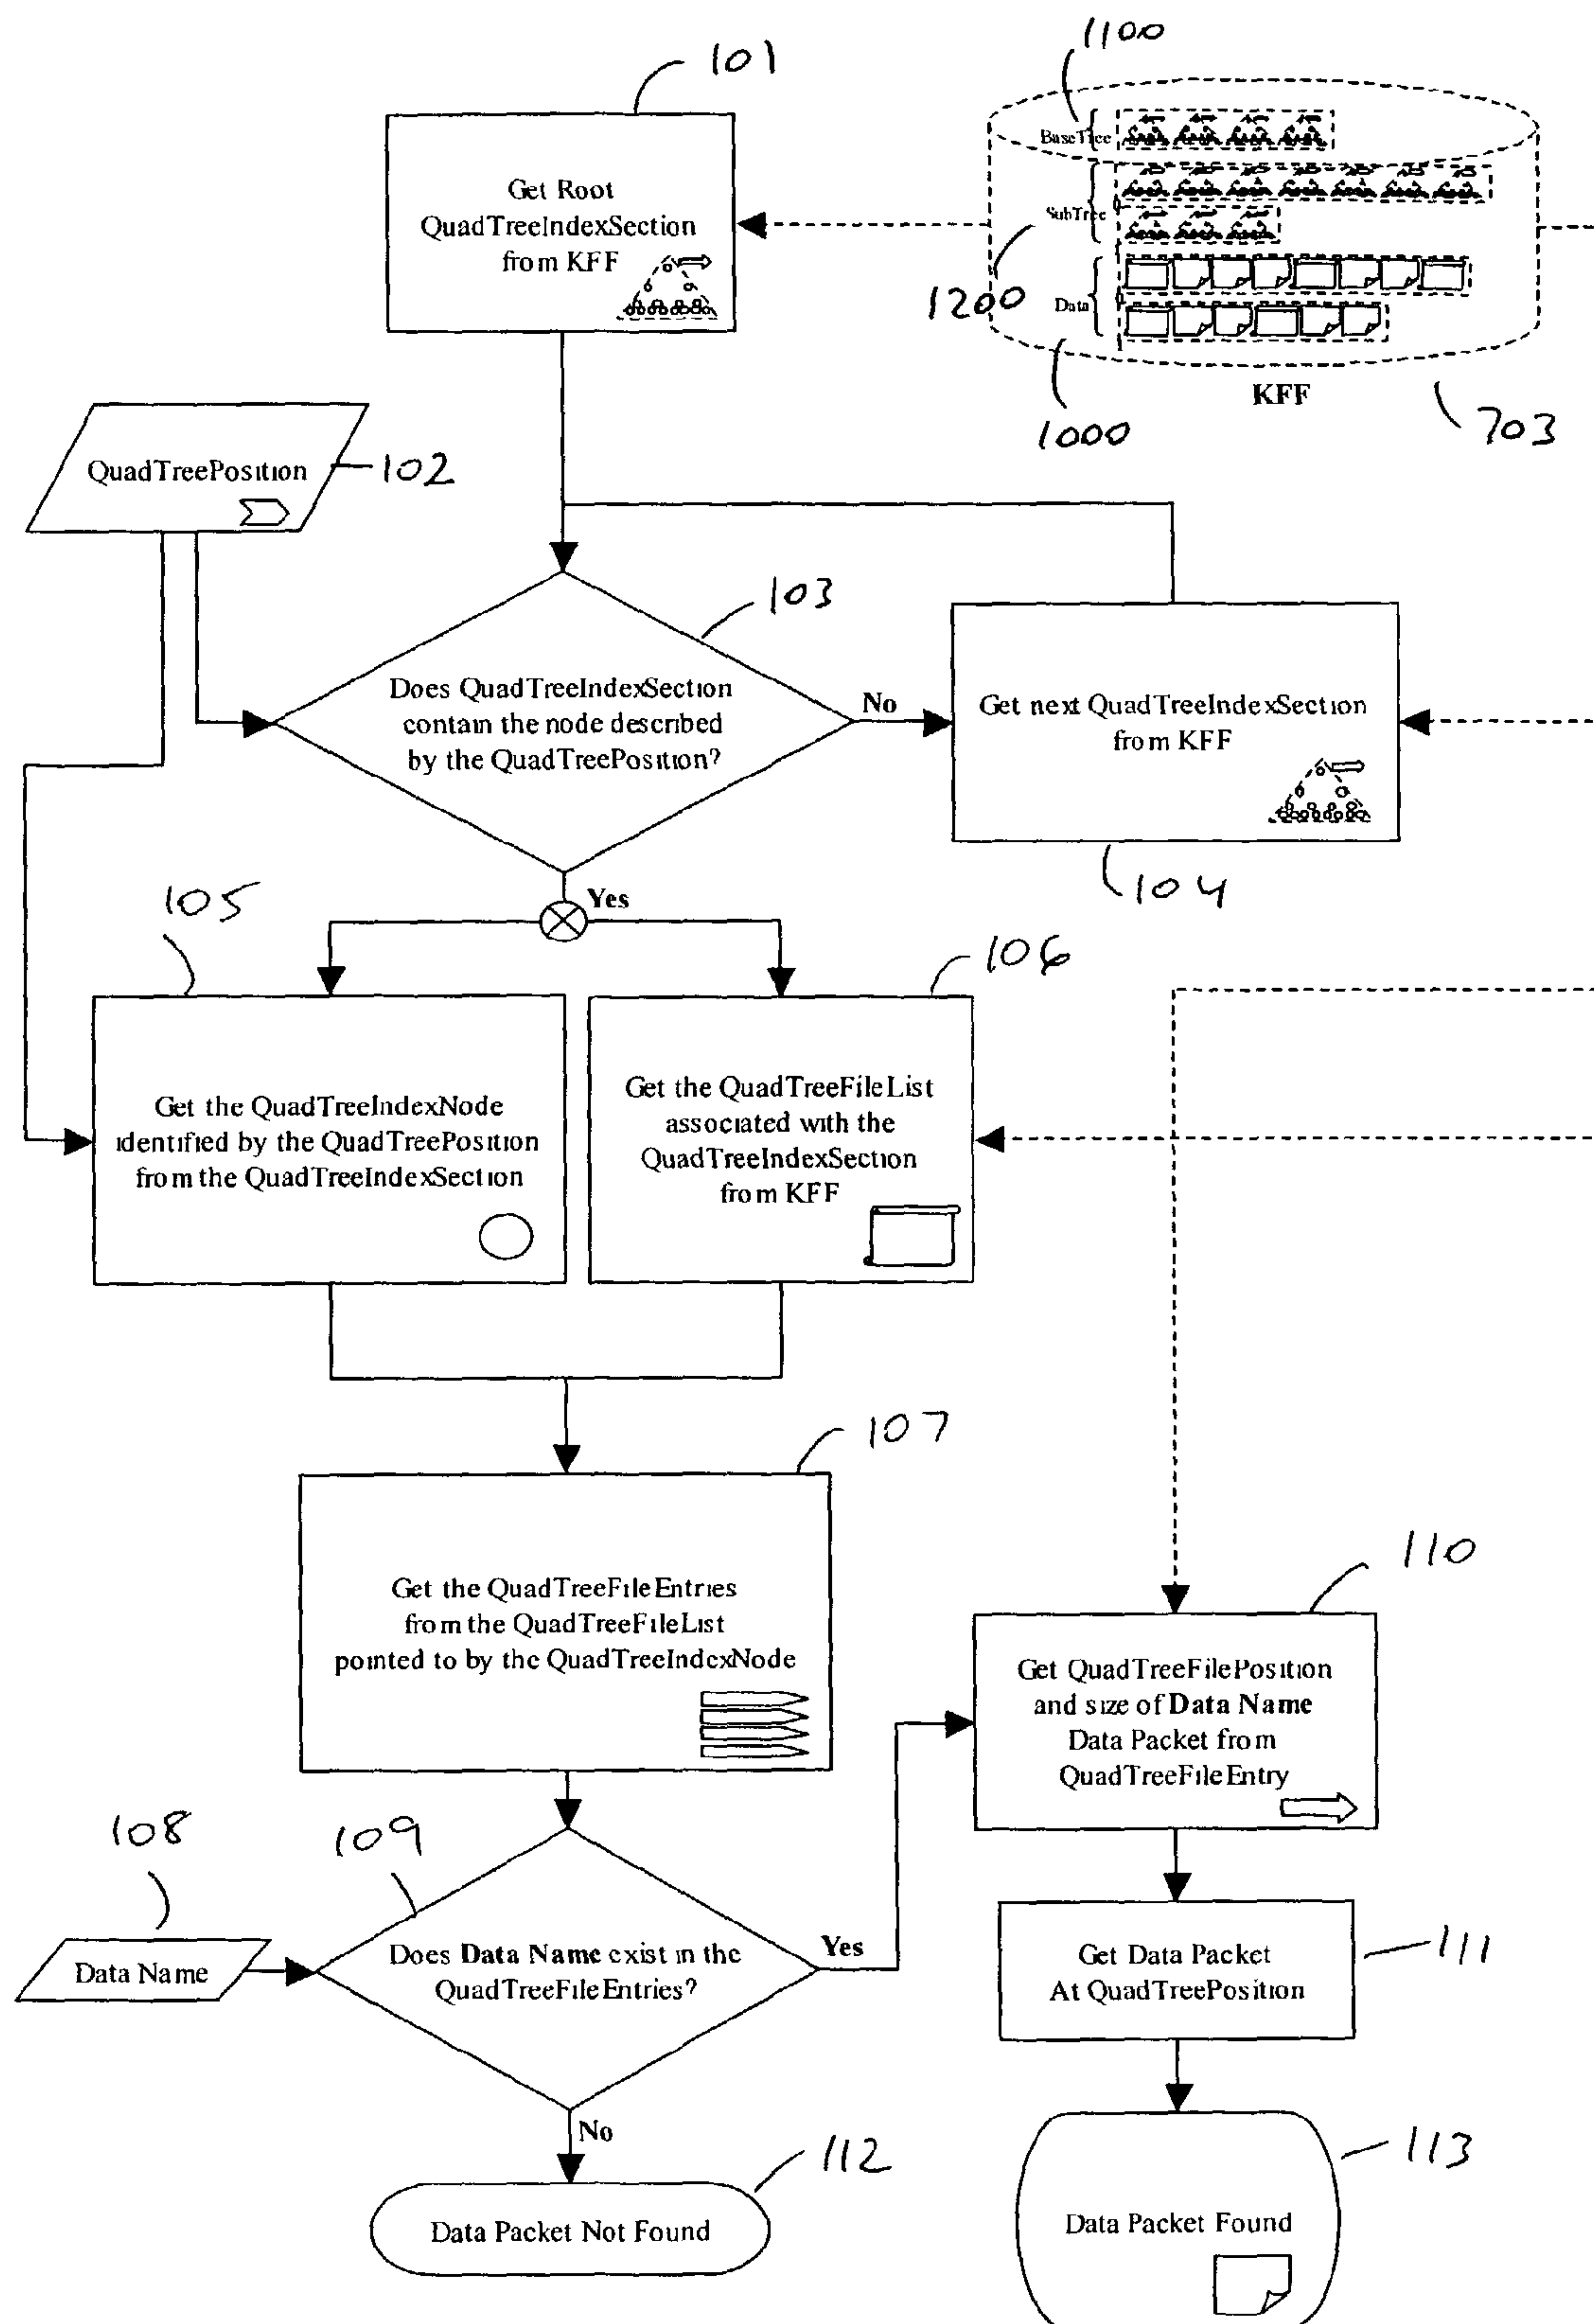 1100
101
BaseTree
Get Root
QuadTreeIndexSection
from KFF
SubTree
1200
Data
KFF
1000
703
QuadTreePosition
102
103
Does QuadTreeIndexSection
contain the node described
by the QuadTreePosition?
No
Get next QuadTreeIndexSection
from KFF
104
Yes
105
106
Get the QuadTreeIndexNode
identified by the QuadTreePosition
from the QuadTreeIndexSection
Get the QuadTreeFileList
associated with the
QuadTreeIndexSection
from KFF
107
Get the QuadTreeFileEntries
from the QuadTreeFileList
pointed to by the QuadTreeIndexNode
110
Get QuadTreeFilePosition
and size of Data Name
Data Packet from
QuadTreeFileEntry
108
109
Data Name
Does Data Name exist in the
QuadTreeFileEntries?
Yes
Get Data Packet
At QuadTreePosition
111
No
112
Data Packet Not Found
113
Data Packet Found